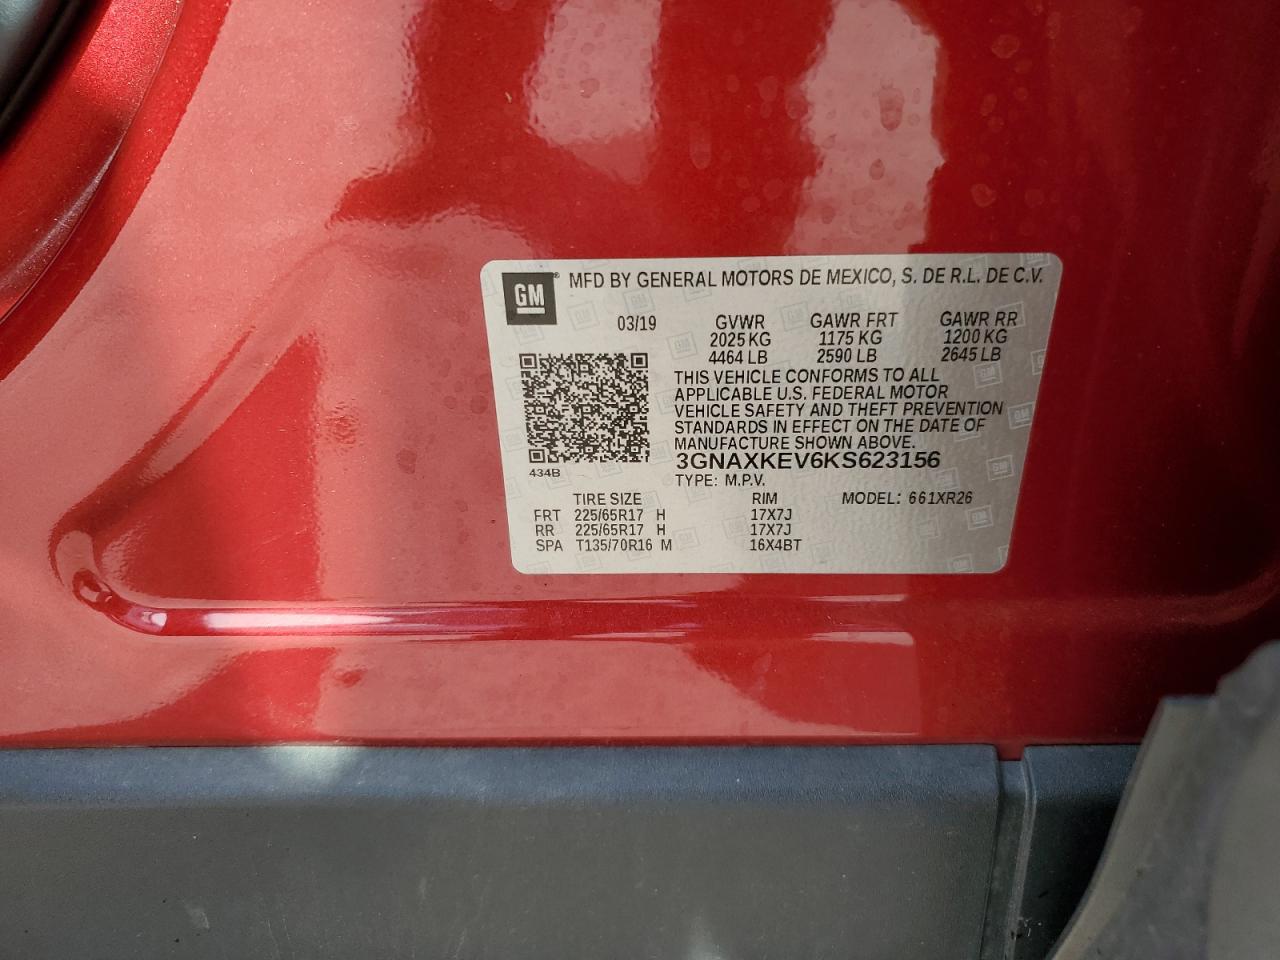 GM ® MFD BY GENERAL MOTORS DE MEXICO, S. DE R.L. DE C.V.
03/19 GVWR GAWR FRT GAWR RR
2025 KG 1175 KG 1200 KG
4464 LB 2590 LB 2645 LB
THIS VEHICLE CONFORMS TO ALL
APPLICABLE U.S. FEDERAL MOTOR
VEHICLE SAFETY AND THEFT PREVENTION
STANDARDS IN EFFECT ON THE DATE OF
MANUFACTURE SHOWN ABOVE.
3GNAXKEV6KS623156
434B
TYPE: M.P.V.
TIRE SIZE RIM MODEL: 661XR26
FRT 225/65R17 H 17X7J
RR 225/65R17 H 17X7J
SPA T135/70R16 M 16X4BT